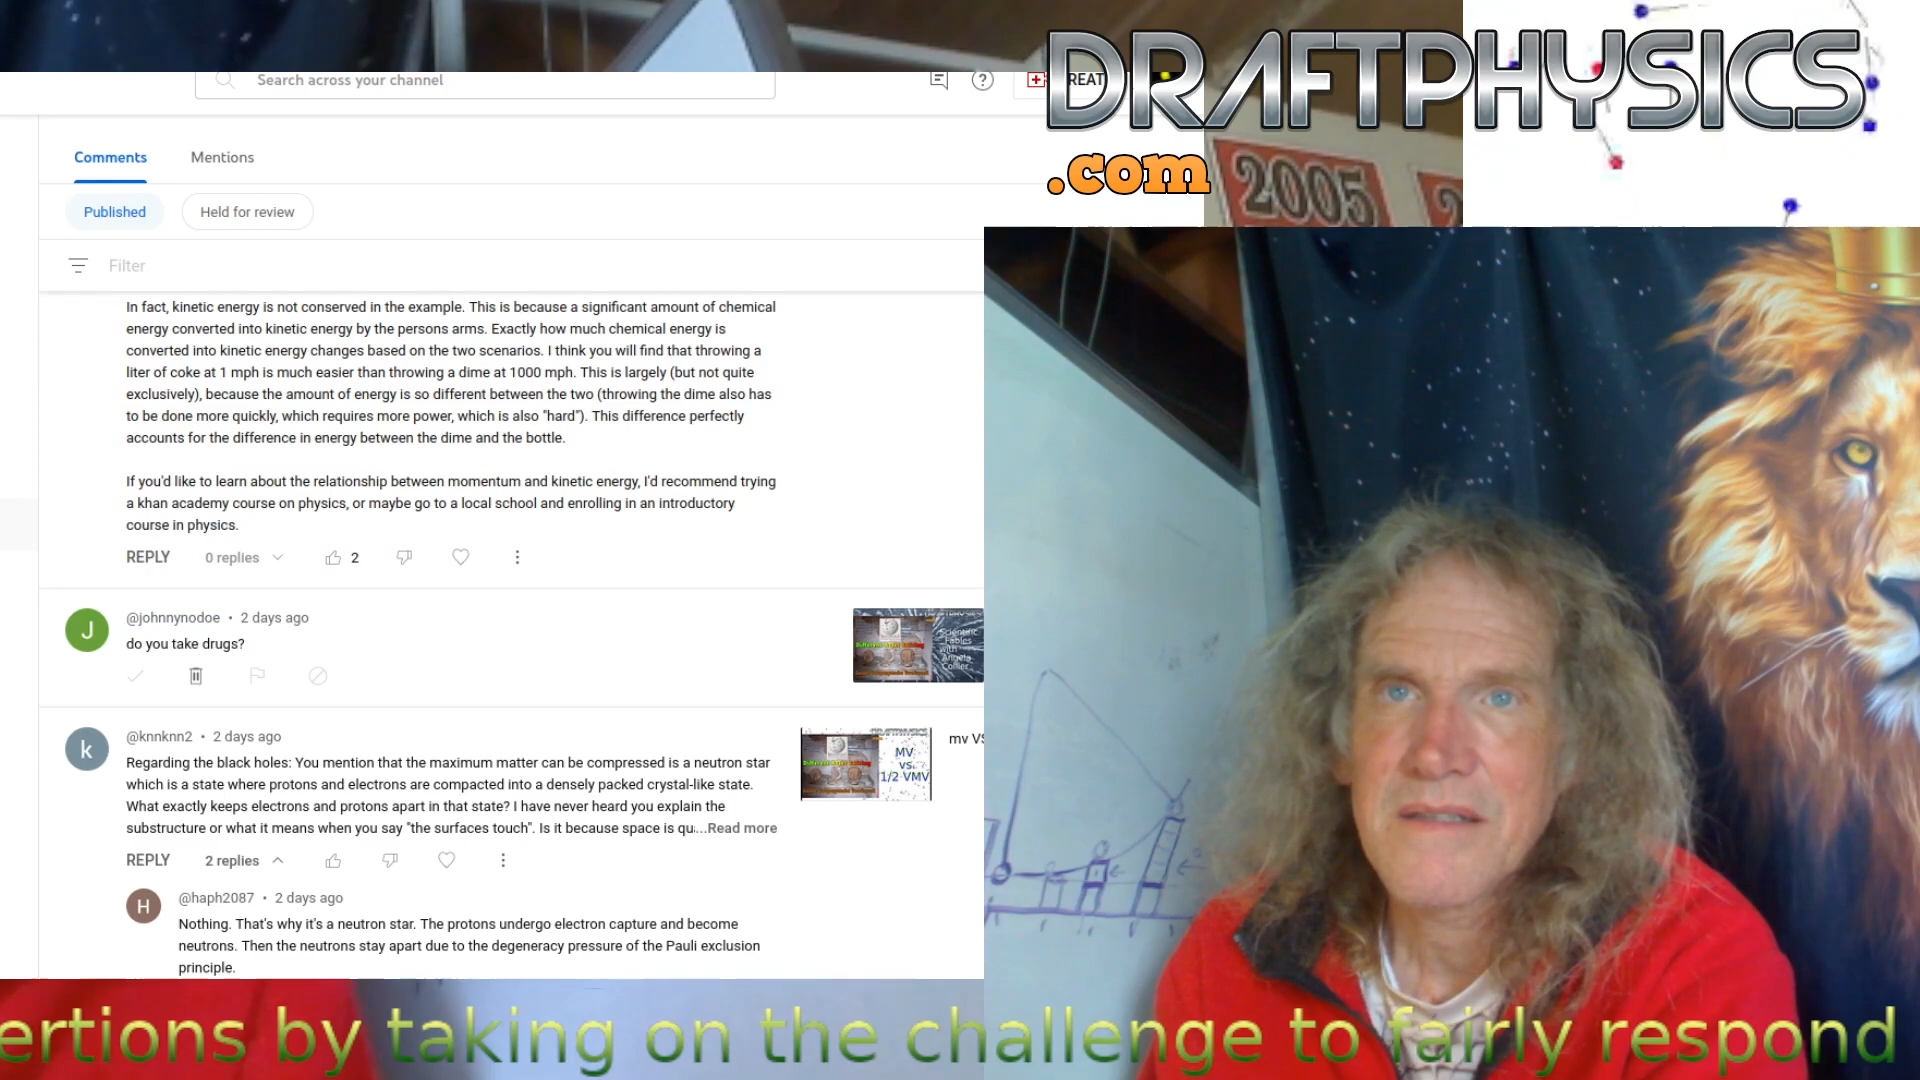 DRAFTPHYSICS
.com
2005
Search across your channel
Comments
Mentions
Published
Held for review
Filter
In fact, kinetic energy is not conserved in the example. This is because a significant amount of chemical
energy converted into kinetic energy by the persons arms. Exactly how much chemical energy is
converted into kinetic energy changes based on the two scenarios. I think you will find that throwing a
liter of coke at 1 mph is much easier than throwing a dime at 1000 mph. This is largely (but not quite
exclusively), because the amount of energy is so different between the two (throwing the dime also has
to be done more quickly, which requires more power, which is also "hard"). This difference perfectly
accounts for the difference in energy between the dime and the bottle.
If you'd like to learn about the relationship between momentum and kinetic energy, I'd recommend trying
a khan academy course on physics, or maybe go to a local school and enrolling in an introductory
course in physics.
REPLY 0 replies 2
J
@johnnynodoe • 2 days ago
do you take drugs?
Scientific
Fables
with
Angela
Collier
k
@knnknn2 • 2 days ago
Regarding the black holes: You mention that the maximum matter can be compressed is a neutron star
which is a state where protons and electrons are compacted into a densely packed crystal-like state.
What exactly keeps electrons and protons apart in that state? I have never heard you explain the
substructure or what it means when you say "the surfaces touch". Is it because space is qu...Read more
MV
vs.
1/2 VMV
mv VS
REPLY 2 replies
H
@haph2087 • 2 days ago
Nothing. That's why it's a neutron star. The protons undergo electron capture and become
neutrons. Then the neutrons stay apart due to the degeneracy pressure of the Pauli exclusion
principle.
ertions by taking on the challenge to fairly respond